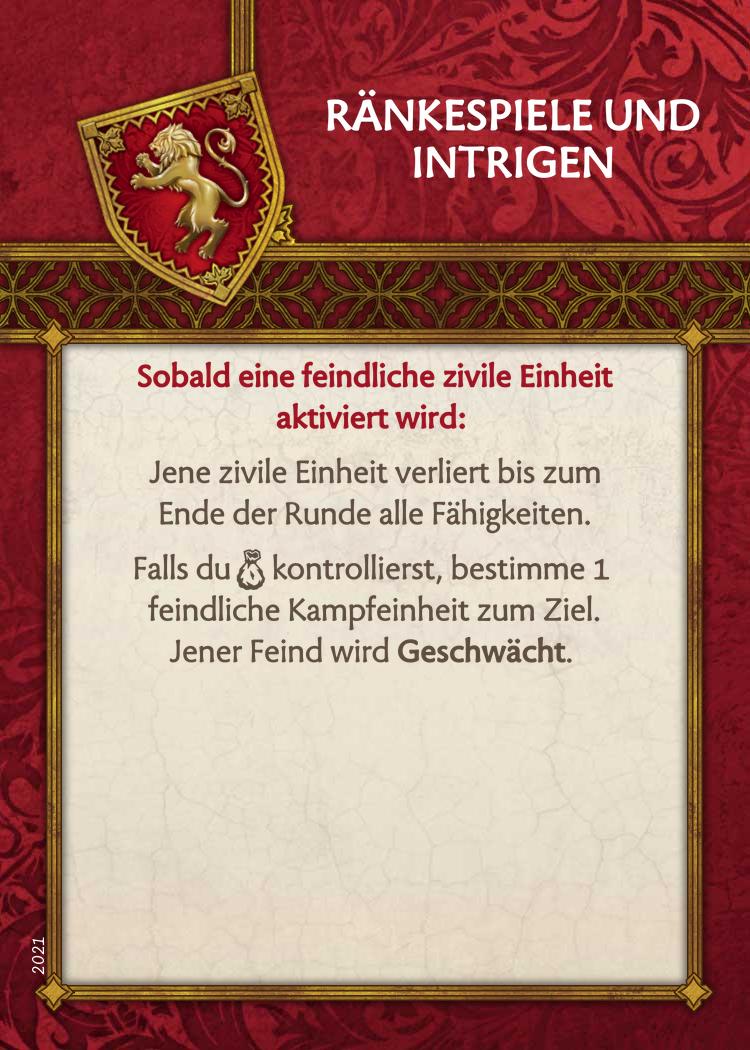 RÄNKESPIELE UND
INTRIGEN
Sobald eine feindliche zivile Einheit
aktiviert wird:
Jene zivile Einheit verliert bis zum
Ende der Runde alle Fähigkeiten.
Falls du kontrollierst, bestimme 1
feindliche Kampfeinheit zum Ziel.
Jener Feind wird Geschwächt.
2021